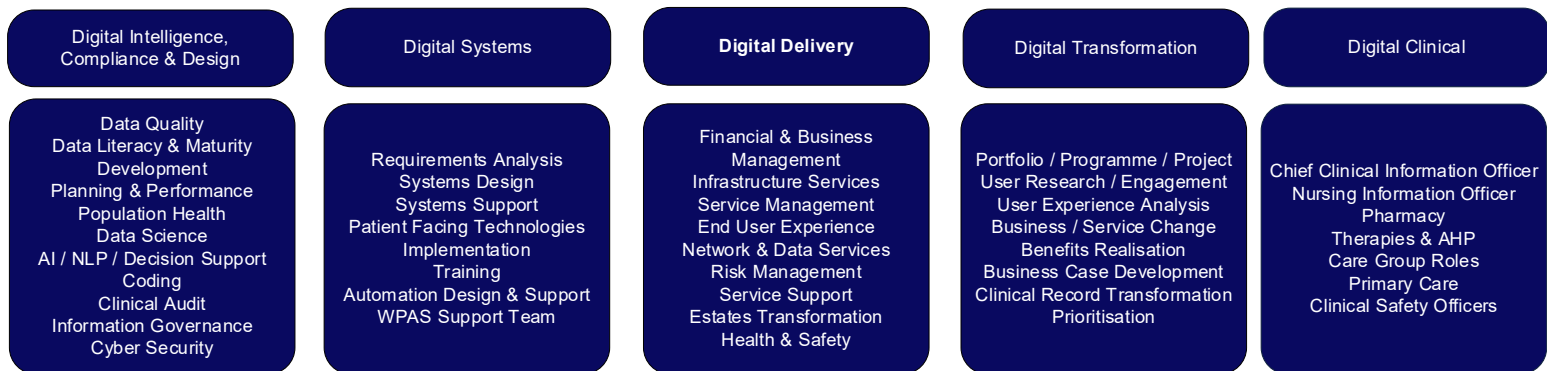 Digital Intelligence,
Compliance & Design
Data Quality
Data Literacy & Maturity
Development
Planning & Performance
Population Health
Data Science
AI / NLP / Decision Support
Coding
Clinical Audit
Information Governance
Cyber Security
Digital Systems
Requirements Analysis
Systems Design
Systems Support
Patient Facing Technologies
Implementation
Training
Automation Design & Support
WPAS Support Team
Digital Delivery
Financial & Business
Management
Infrastructure Services
Service Management
End User Experience
Network & Data Services
Risk Management
Service Support
Estates Transformation
Health & Safety
Digital Transformation
Portfolio / Programme / Project
User Research / Engagement
User Experience Analysis
Business / Service Change
Benefits Realisation
Business Case Development
Clinical Record Transformation
Prioritisation
Digital Clinical
Chief Clinical Information Officer
Nursing Information Officer
Pharmacy
Therapies & AHP
Care Group Roles
Primary Care
Clinical Safety Officers